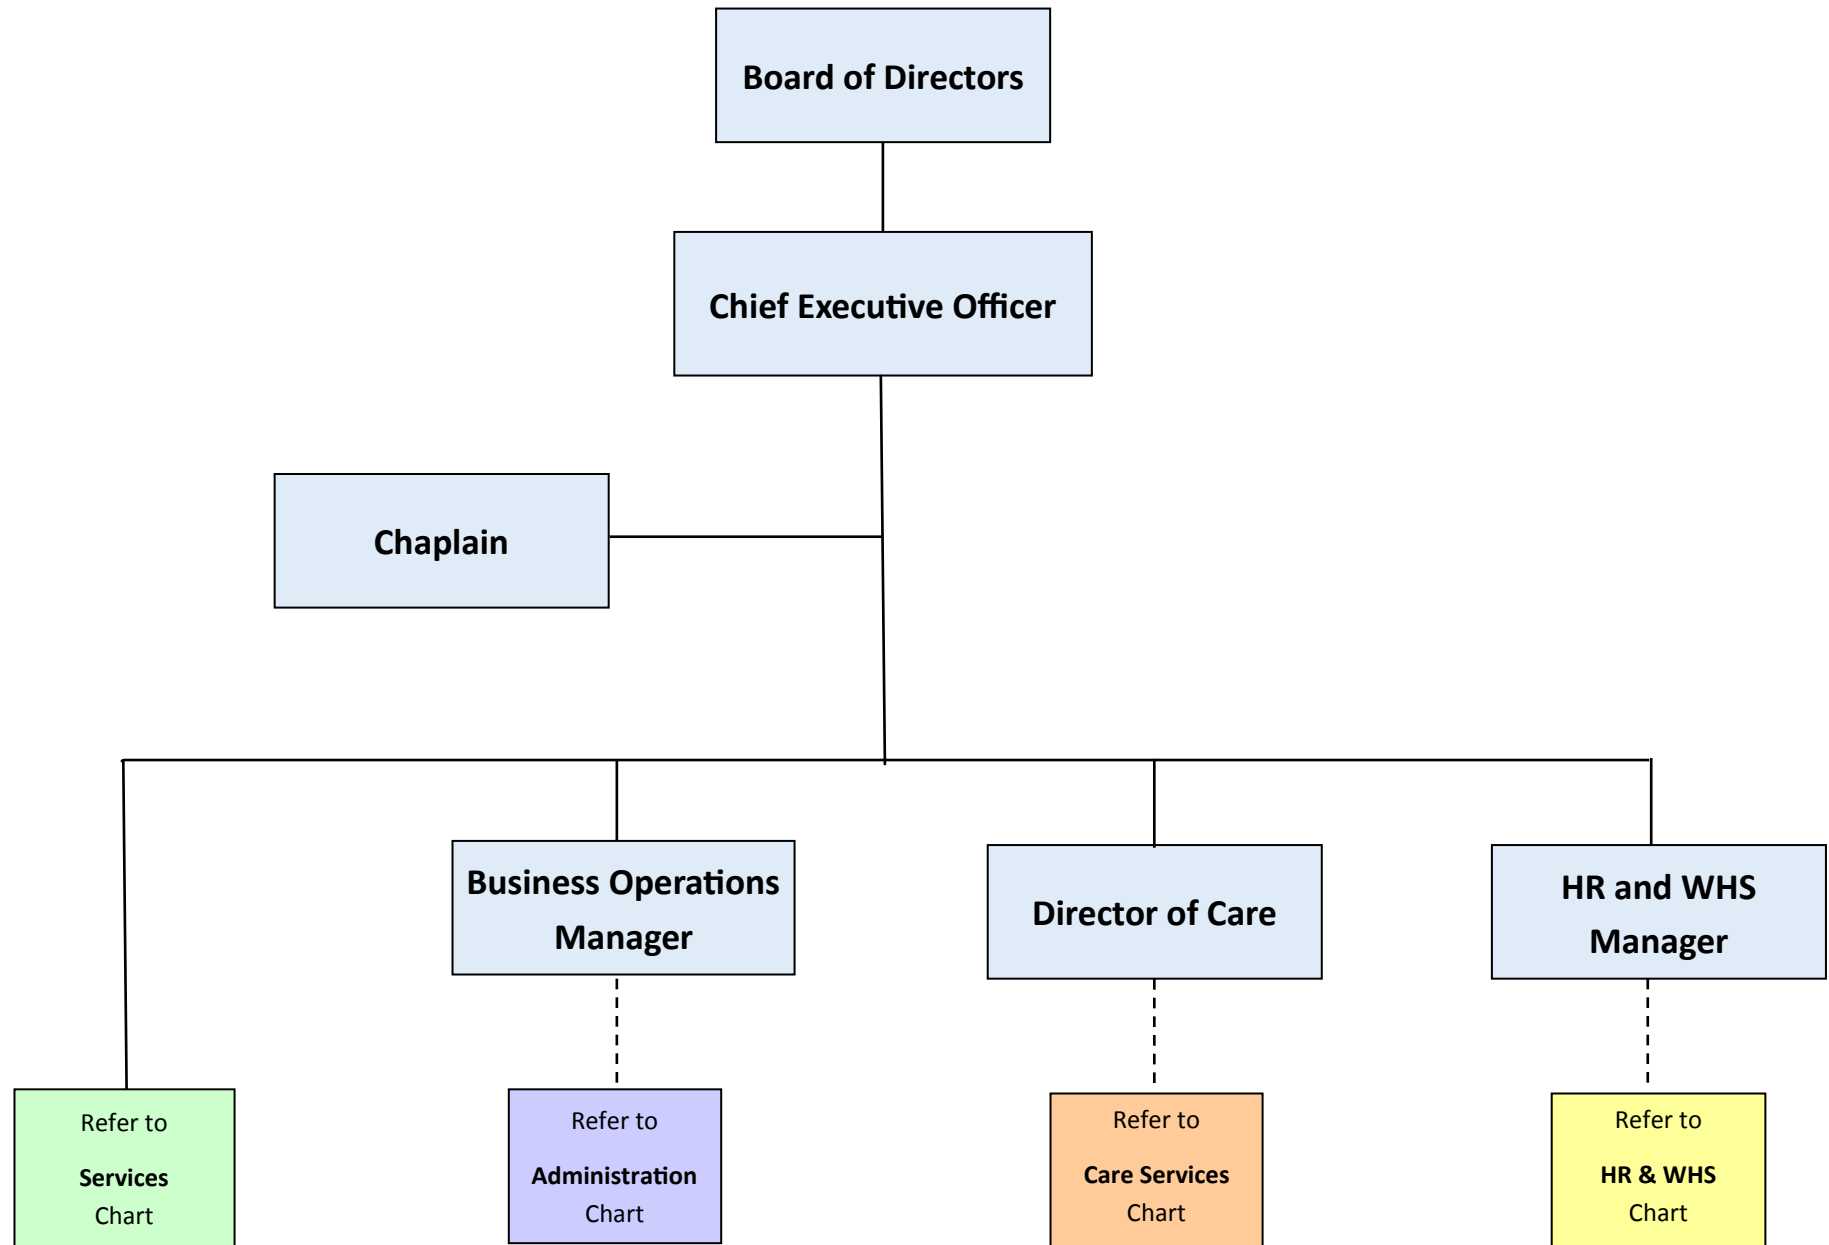 Board of Directors
Chief Executive Officer
Chaplain
Business Operations
Manager
Director of Care
HR and WHS
Manager
Refer to
Services
Chart
Refer to
Administration
Chart
Refer to
Care Services
Chart
Refer to
HR & WHS
Chart